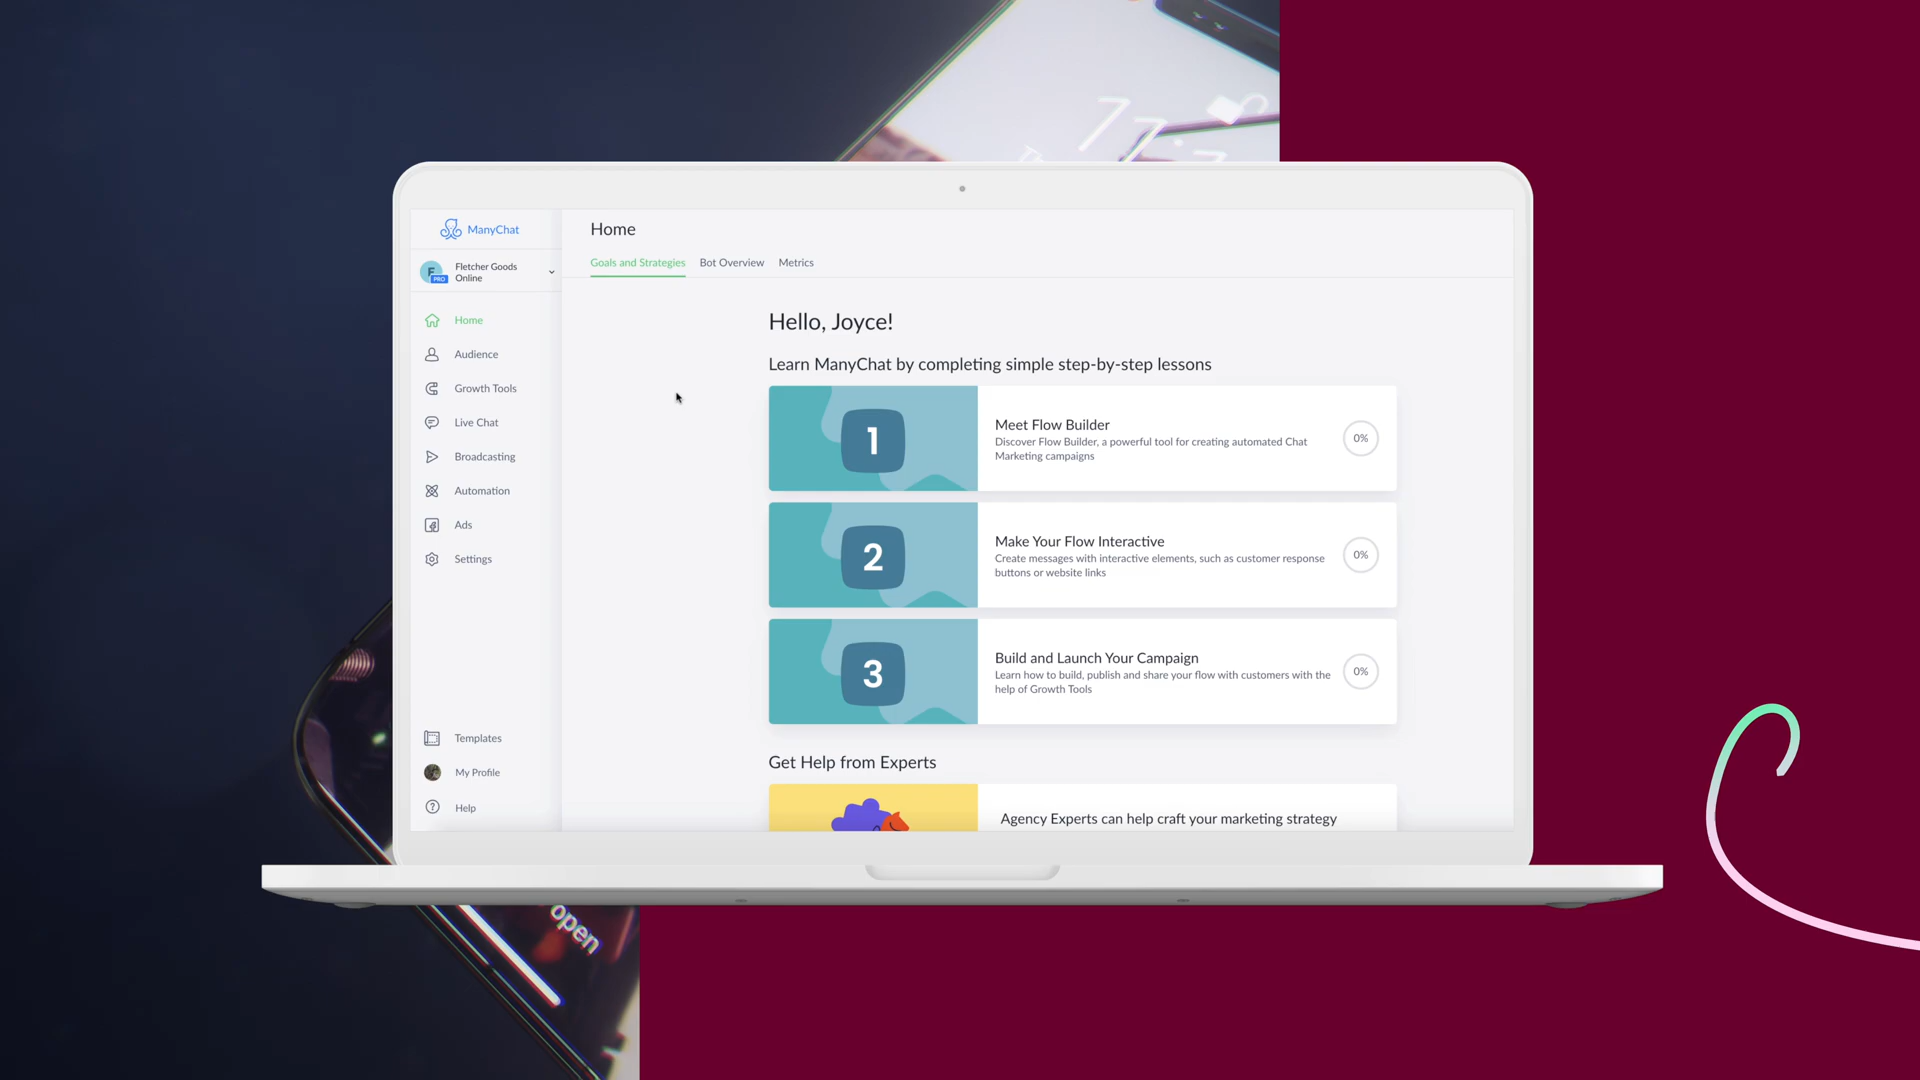 ManyChat
Fletcher Goods
Online
F
PRO
Home
Audience
Growth Tools
Live Chat
Broadcasting
Automation
Ads
Settings
Templates
My Profile
Help
Home
Goals and Strategies
Bot Overview
Metrics
Hello, Joyce!
Learn ManyChat by completing simple step-by-step lessons
1
Meet Flow Builder
Discover Flow Builder, a powerful tool for creating automated Chat
Marketing campaigns
0%
2
Make Your Flow Interactive
Create messages with interactive elements, such as customer response
buttons or website links
0%
3
Build and Launch Your Campaign
Learn how to build, publish and share your flow with customers with the
help of Growth Tools
0%
Get Help from Experts
Agency Experts can help craft your marketing strategy
open